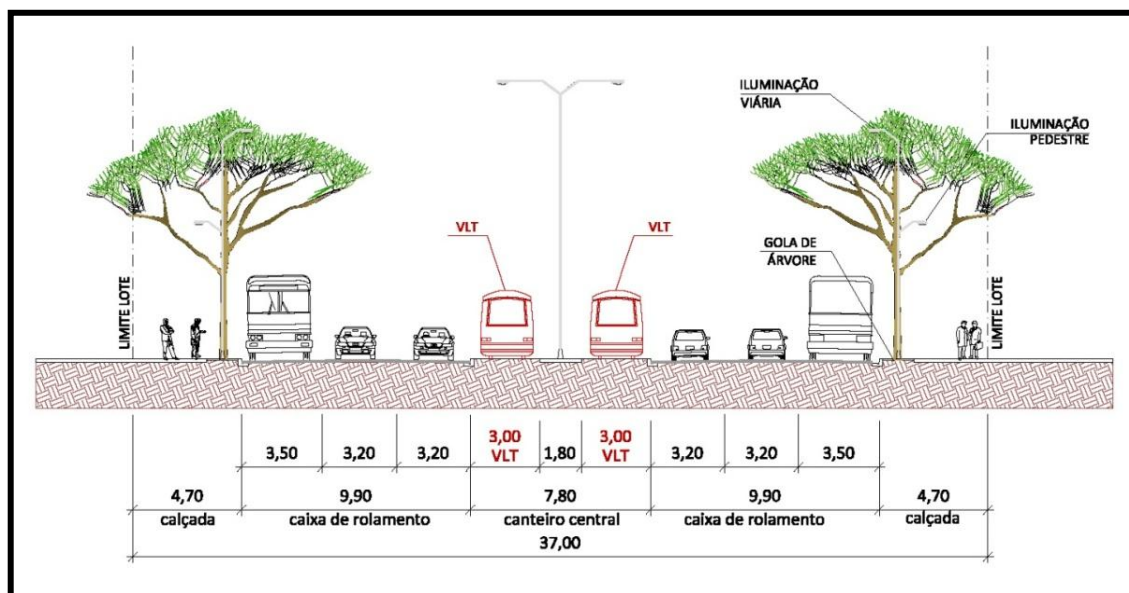 ILUMINAÇÃO
VIÁRIA
ILUMINAÇÃO
PEDESTRE
VLT
VLT
GOLA DE
ÁRVORE
LIMITE LOTE
LIMITE LOTE
3,50
3,20
3,20
3,00
VLT
1,80
3,00
VLT
3,20
3,20
3,50
4,70
calçada
9,90
caixa de rolamento
7,80
canteiro central
9,90
caixa de rolamento
4,70
calçada
37,00